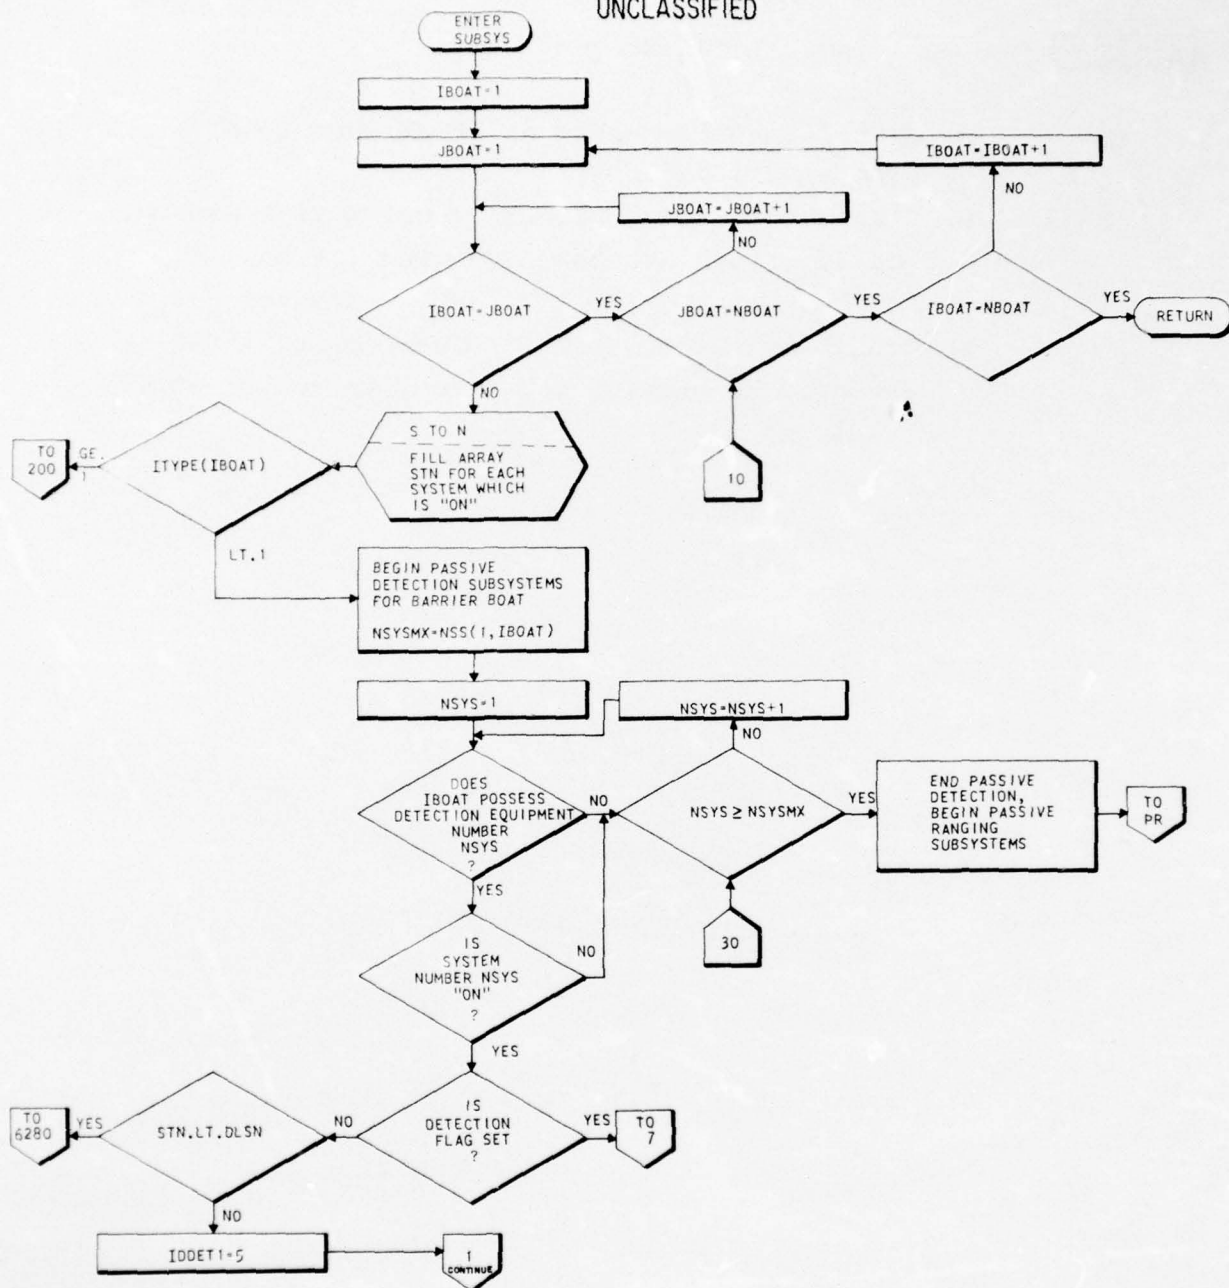 UNCLASSIFIED
ENTER
SUBSYS
IBOAT=1
JBOAT=1
IBOAT=IBOAT+1
NO
JBOAT=JBOAT+1
NO
IBOAT=JBOAT
YES
JBOAT=NBOAT
YES
IBOAT=NBOAT
YES
RETURN
NO
10
TO
200
GE.
1
ITYPE(IBOAT)
S TO N
FILL ARRAY
STN FOR EACH
SYSTEM WHICH
IS "ON"
LT.1
BEGIN PASSIVE
DETECTION SUBSYSTEMS
FOR BARRIER BOAT
NSYSMX=NSS(1,IBOAT)
NSYS=1
NSYS=NSYS+1
NO
DOES
IBOAT POSSESS
DETECTION EQUIPMENT
NUMBER
NSYS
?
NO
NSYS ≥ NSYSMX
YES
END PASSIVE
DETECTION,
BEGIN PASSIVE
RANGING
SUBSYSTEMS
TO
PR
YES
30
IS
SYSTEM
NUMBER NSYS
"ON"
?
NO
YES
TO
6280
YES
STN.LT.DLSN
NO
IS
DETECTION
FLAG SET
?
YES
TO
7
NO
IDDET1=5
1
CONTINUE